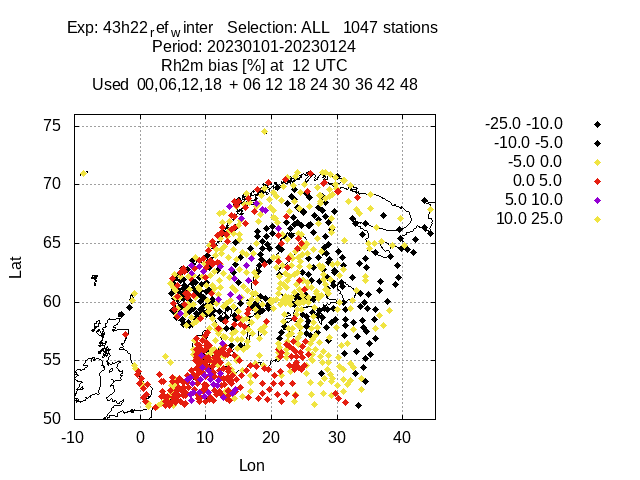 Exp: 43h22refwinter   Selection: ALL   1047 stations
Period: 20230101-20230124
Rh2m bias [%] at  12 UTC
Used  00,06,12,18  + 06 12 18 24 30 36 42 48
-25.0 -10.0
-10.0 -5.0
-5.0 0.0
0.0 5.0
5.0 10.0
10.0 25.0
Lat
75
70
65
60
55
50
-10 0 10 20 30 40
Lon